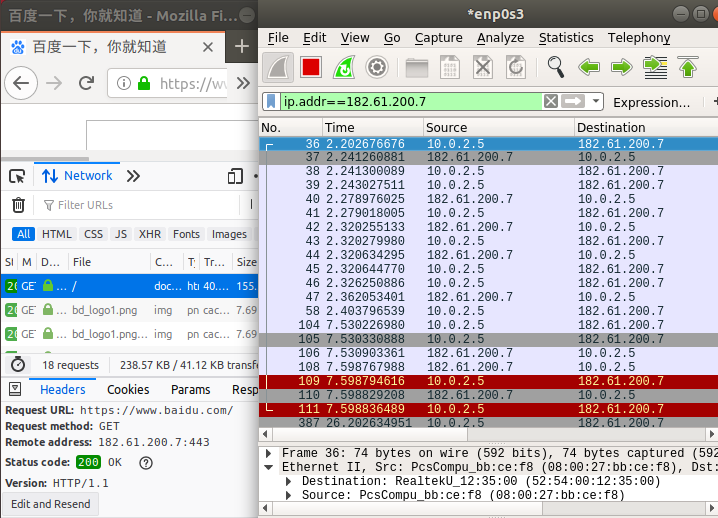 百度一下，你就知道 - Mozilla Fi
百度一下，你就知道
https://w
Network
Filter URLs
All HTML CSS JS XHR Fonts Images
M D... File C... T Tr... Size
GET ... / doc... 40.... 155.
GET ... bd_logo1.png img cac... 7.69
GET ... bd_logo1.png img cac... 7.69
18 requests 238.57 KB / 41.12 KB transfe
Headers Cookies Params
Request URL: https://www.baidu.com/
Request method: GET
Remote address: 182.61.200.7:443
Status code: 200 OK
Version: HTTP/1.1
Edit and Resend
*enp0s3
File Edit View Go Capture Analyze Statistics Telephony
ip.addr==182.61.200.7 Expression...
No. Time Source Destination
36 2.202676676 10.0.2.5 182.61.200.7
37 2.241260881 182.61.200.7 10.0.2.5
38 2.241300089 10.0.2.5 182.61.200.7
39 2.243027511 10.0.2.5 182.61.200.7
40 2.278976025 182.61.200.7 10.0.2.5
41 2.279018005 10.0.2.5 182.61.200.7
42 2.320255133 182.61.200.7 10.0.2.5
43 2.320279980 10.0.2.5 182.61.200.7
44 2.320634295 182.61.200.7 10.0.2.5
45 2.320644770 10.0.2.5 182.61.200.7
46 2.326250886 10.0.2.5 182.61.200.7
47 2.362053401 182.61.200.7 10.0.2.5
58 2.403796539 10.0.2.5 182.61.200.7
104 7.530226980 10.0.2.5 182.61.200.7
105 7.530330888 10.0.2.5 182.61.200.7
106 7.530903361 182.61.200.7 10.0.2.5
108 7.598767988 182.61.200.7 10.0.2.5
109 7.598794616 10.0.2.5 182.61.200.7
110 7.598829208 182.61.200.7 10.0.2.5
111 7.598836489 10.0.2.5 182.61.200.7
387 26.202634951 10.0.2.5 182.61.200.7
Frame 36: 74 bytes on wire (592 bits), 74 bytes captured (592
Ethernet II, Src: PcsCompu_bb:ce:f8 (08:00:27:bb:ce:f8), Dst:
Destination: RealtekU_12:35:00 (52:54:00:12:35:00)
Source: PcsCompu_bb:ce:f8 (08:00:27:bb:ce:f8)